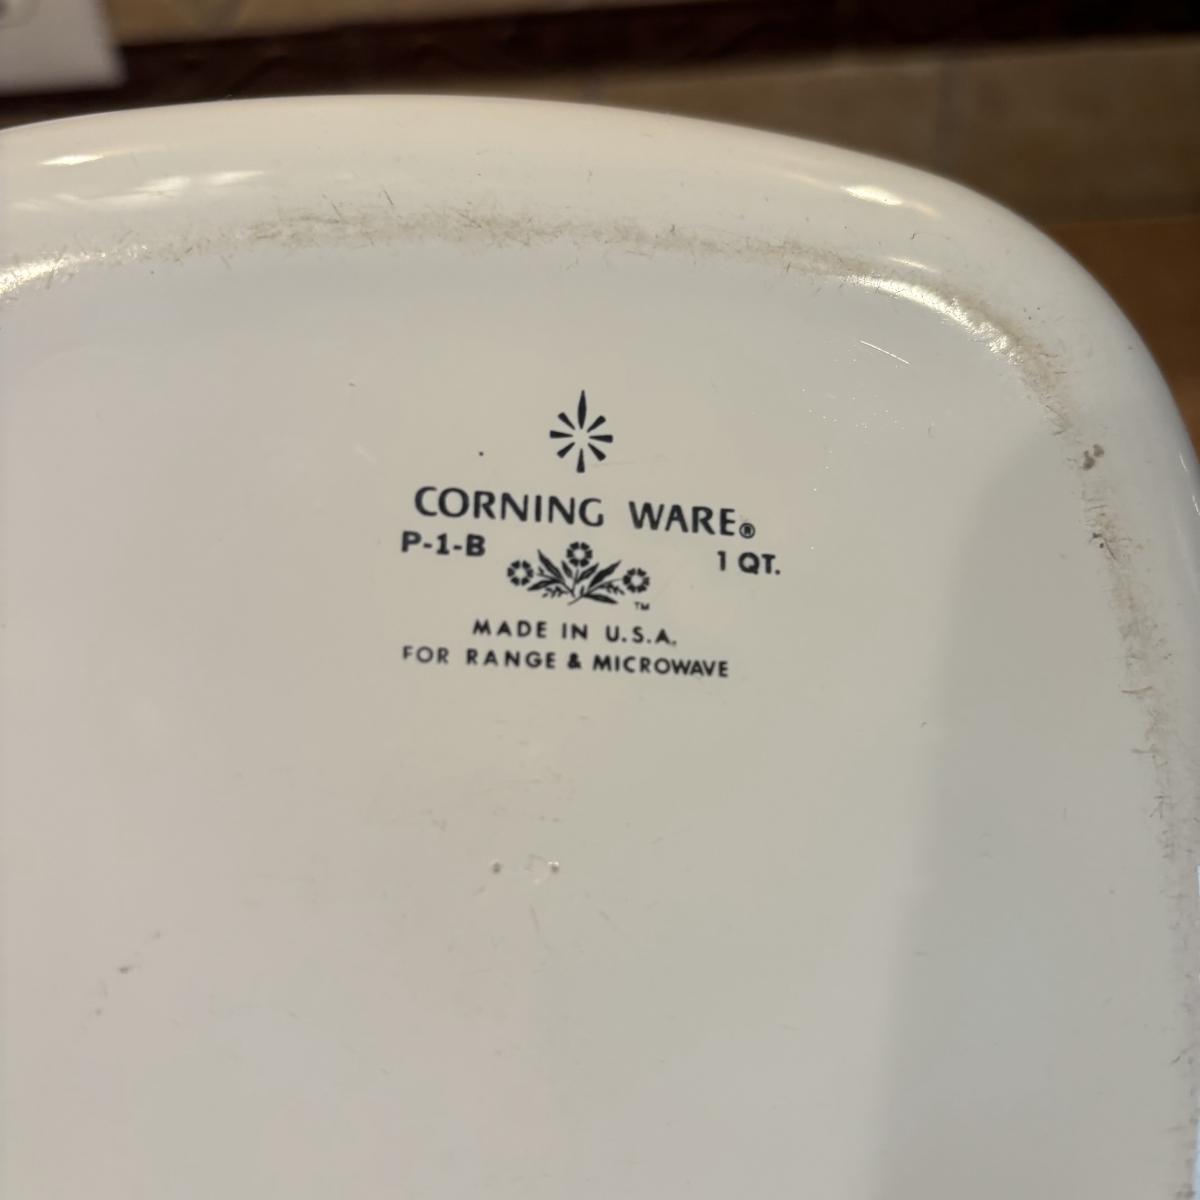 CORNING WARE®
P-1-B 1 QT.
TM
MADE IN U.S.A.
FOR RANGE & MICROWAVE